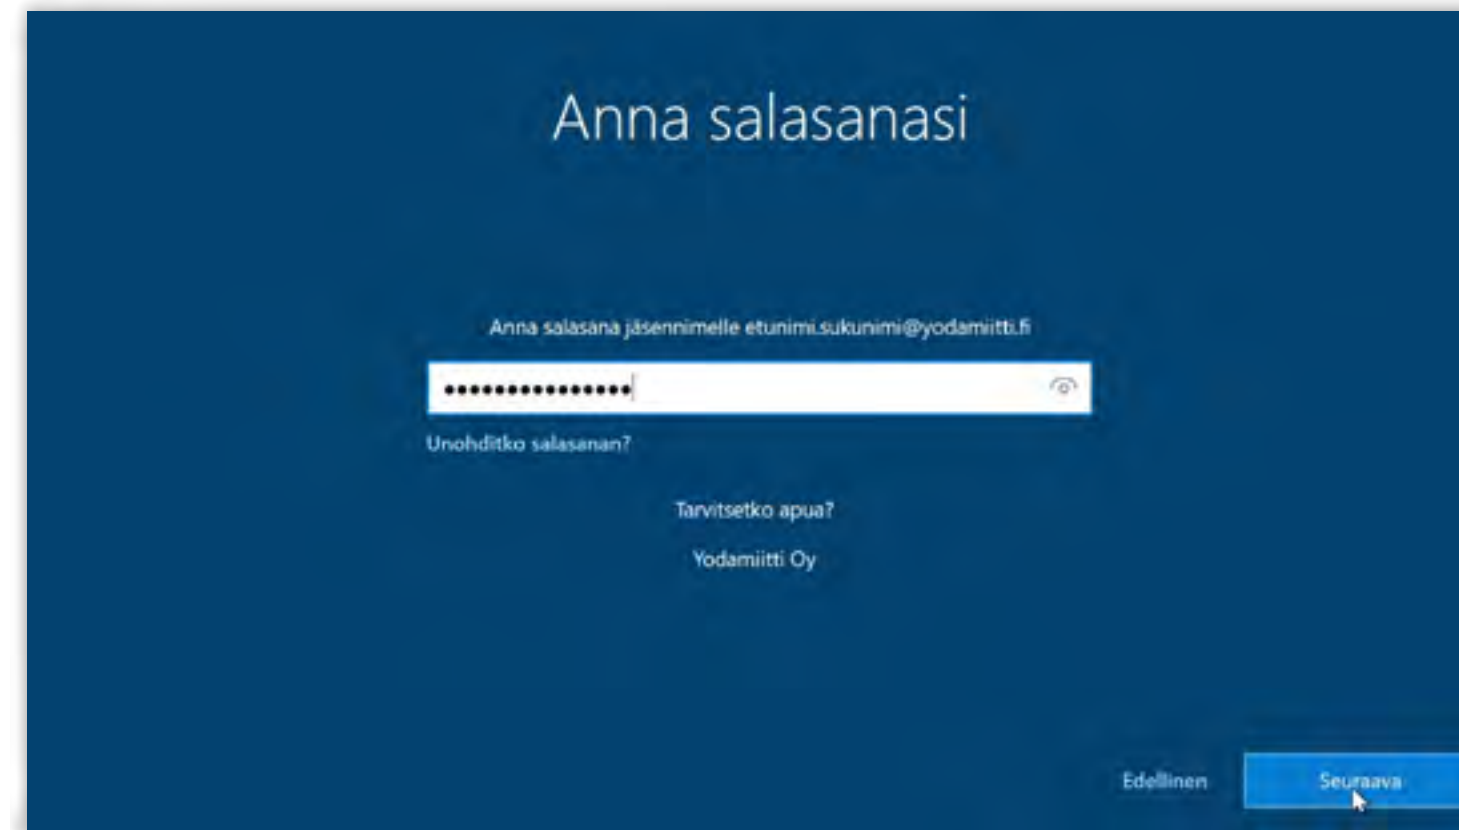 Anna salasanasi
Anna salasana jäsennimelle etunimi.sukunimi@yodamiitti.fi
•••••••••••••••
Unohditko salasanan?
Tarvitsetko apua?
Yodamiitti Oy
Edellinen
Seuraava